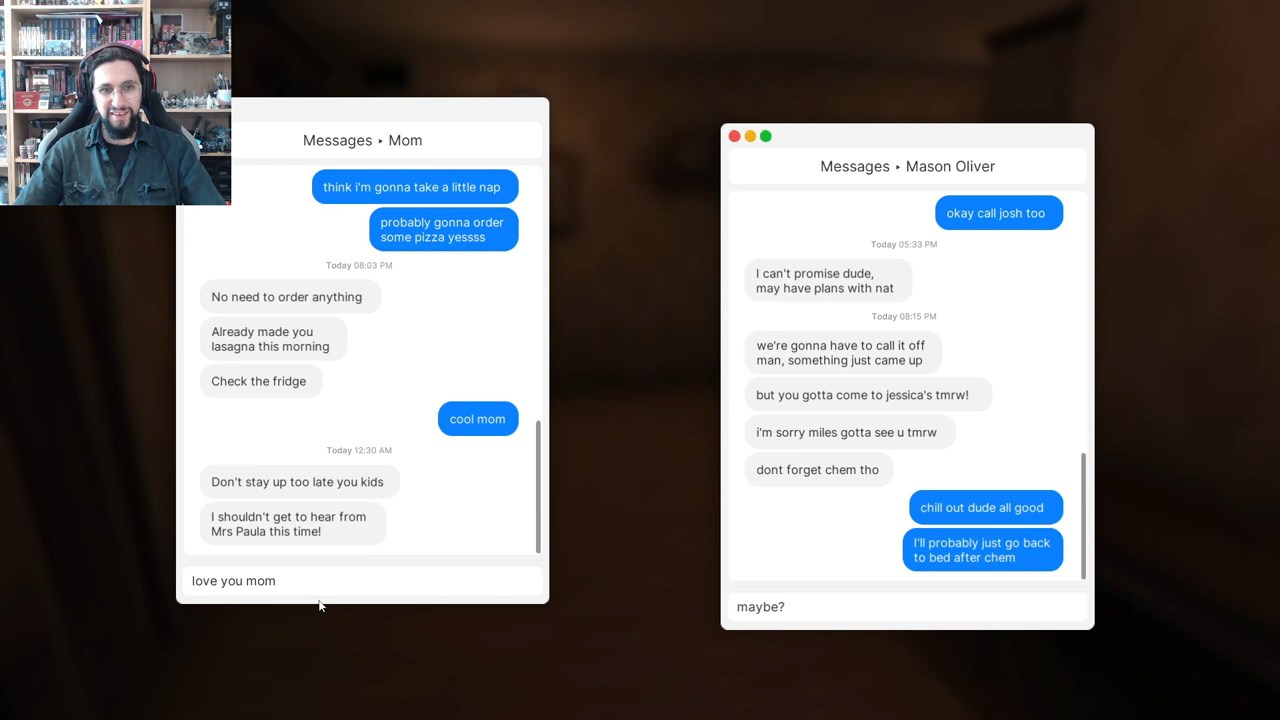 Messages ‣ Mom
think i'm gonna take a little nap
probably gonna order
some pizza yessss
Today 08:03 PM
No need to order anything
Already made you
lasagna this morning
Check the fridge
cool mom
Today 12:30 AM
Don't stay up too late you kids
I shouldn't get to hear from
Mrs Paula this time!
love you mom
Messages ‣ Mason Oliver
okay call josh too
Today 05:33 PM
I can't promise dude,
may have plans with nat
Today 08:15 PM
we're gonna have to call it off
man, something just came up
but you gotta come to jessica's tmrw!
i'm sorry miles gotta see u tmrw
dont forget chem tho
chill out dude all good
I'll probably just go back
to bed after chem
maybe?